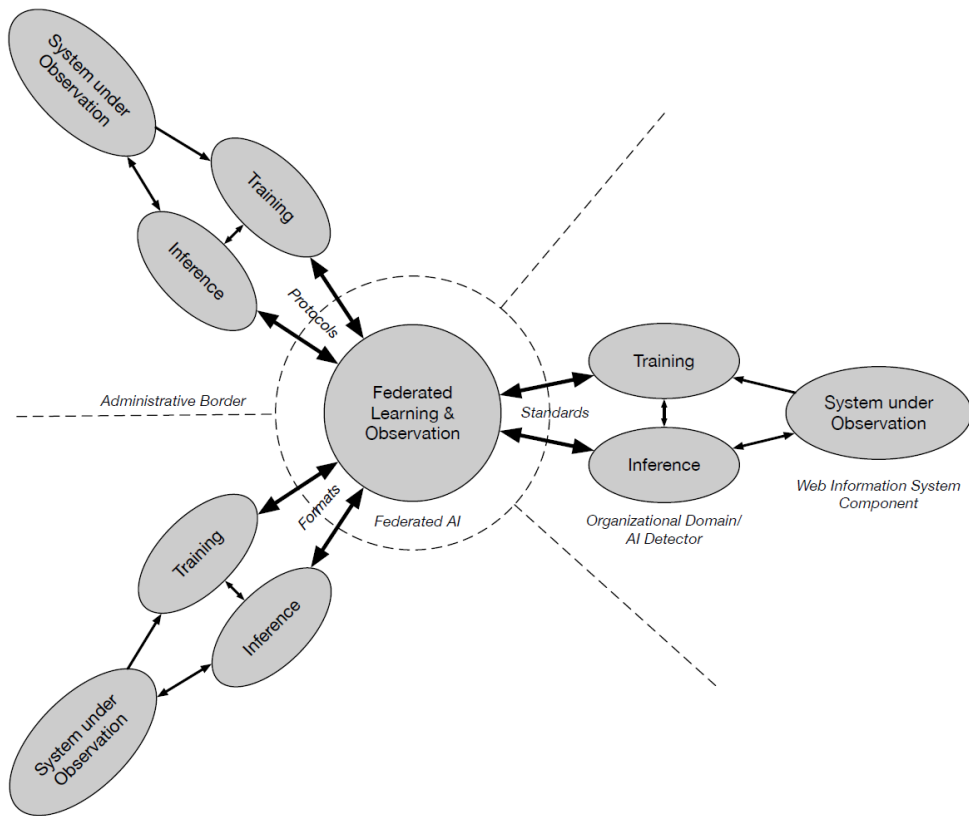 System under
Observation
Training
Inference
Protocols
Administrative Border
Federated
Learning &
Observation
Standards
Training
Inference
System under
Observation
Web Information System
Component
Organizational Domain/
AI Detector
Formats
Federated AI
Training
Inference
System under
Observation